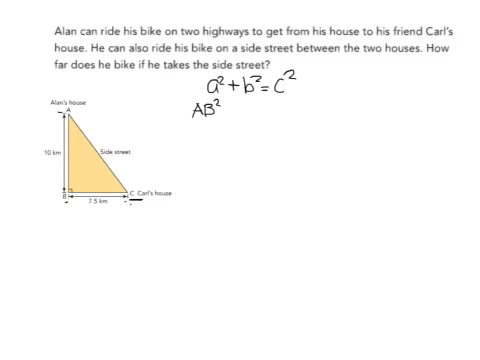 Alan can ride his bike on two highways to get from his house to his friend Carl's
house. He can also ride his bike on a side street between the two houses. How
far does he bike if he takes the side street?
a² + b² = c²
AB²
Alan's house
A
10 km
Side street
B
C Carl's house
7.5 km